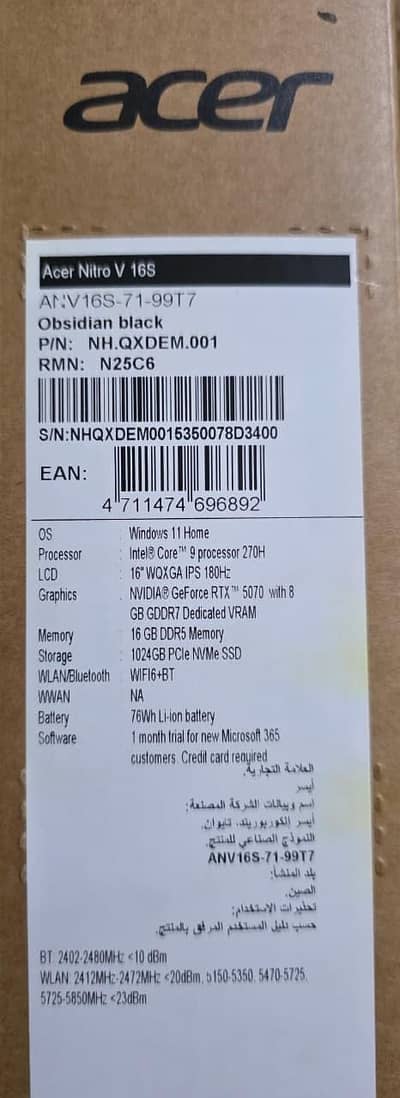 acer
Acer Nitro V 16S
ANV16S-71-99T7
Obsidian black
P/N: NH.QXDEM.001
RMN: N25C6
S/N:NHQXDEM0015350078D3400
EAN:
4 711474 696892
OS : Windows 11 Home
Processor : Intel® Core™ 9 processor 270H
LCD : 16" WQXGA IPS 180Hz
Graphics : NVIDIA® GeForce RTX™ 5070 with 8
GB GDDR7 Dedicated VRAM
Memory : 16 GB DDR5 Memory
Storage : 1024GB PCIe NVMe SSD
WLAN/Bluetooth : WIFI6+BT
WWAN : NA
Battery : 76Wh Li-ion battery
Software : 1 month trial for new Microsoft 365
customers. Credit card required.
العلامة التجارية:
آيسر
اسم وبيانات الشركة المصنعة:
آيسر إنكوربوريتد، تايوان.
النموذج الصناعي للمنتج:
ANV16S-71-99T7
بلد المنشأ:
الصين.
تحذيرات الإستخدام:
حسب دليل المستخدم المرفق بالمنتج.
BT: 2402-2480MHz <10 dBm
WLAN: 2412MHz-2472MHz <20dBm, 5150-5350, 5470-5725,
5725-5850MHz <23dBm